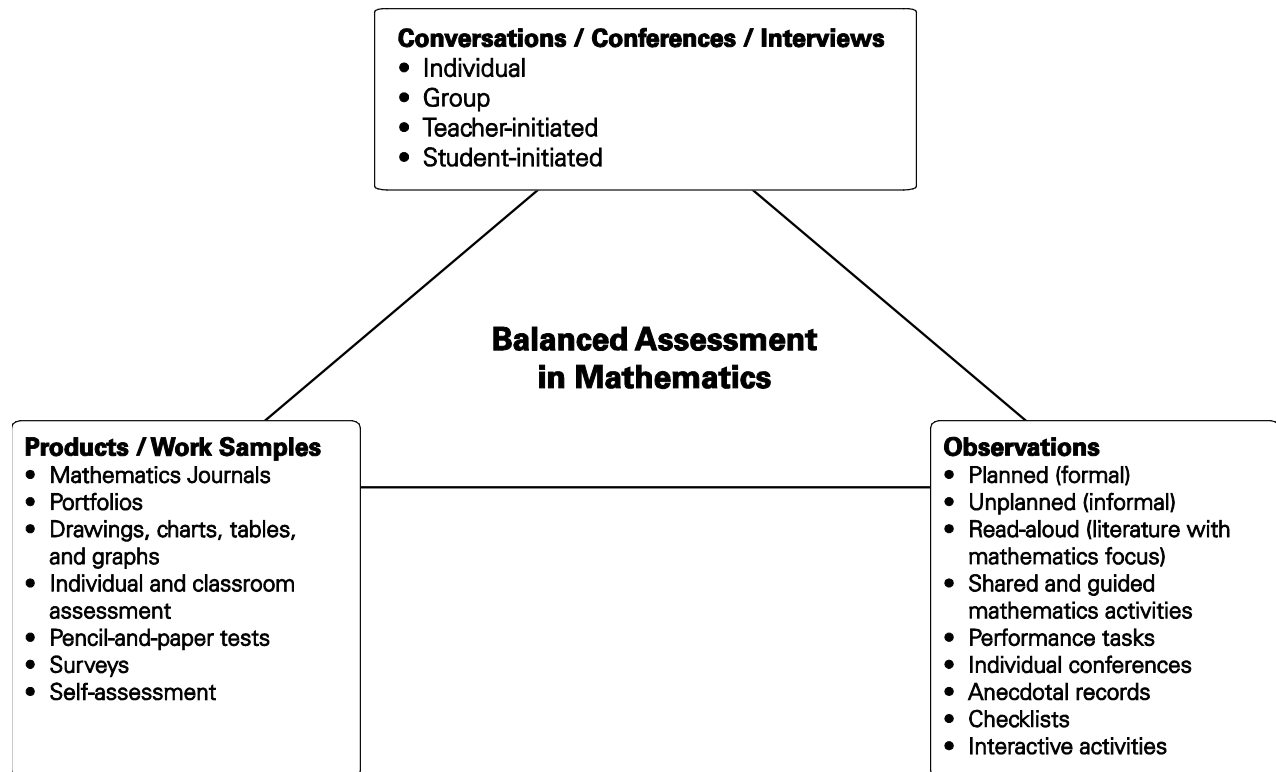 Conversations / Conferences / Interviews
• Individual
• Group
• Teacher-initiated
• Student-initiated
Balanced Assessment
in Mathematics
Products / Work Samples
• Mathematics Journals
• Portfolios
• Drawings, charts, tables,
and graphs
• Individual and classroom
assessment
• Pencil-and-paper tests
• Surveys
• Self-assessment
Observations
• Planned (formal)
• Unplanned (informal)
• Read-aloud (literature with
mathematics focus)
• Shared and guided
mathematics activities
• Performance tasks
• Individual conferences
• Anecdotal records
• Checklists
• Interactive activities